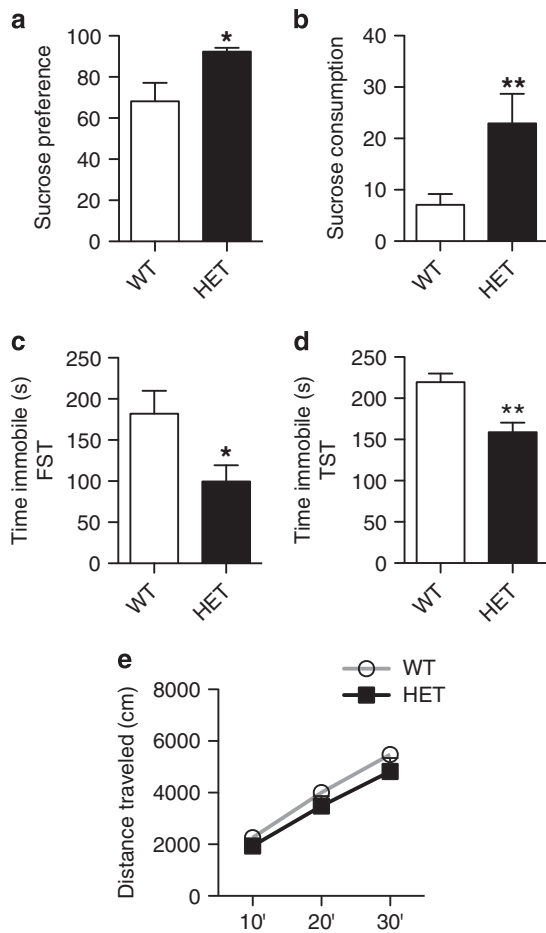 a
Sucrose preference
100
80
60
40
20
0
*
WT
HET
b
Sucrose consumption
40
30
20
10
0
**
WT
HET
c
Time immobile (s)
FST
250
200
150
100
50
0
*
WT
HET
d
Time immobile (s)
TST
250
200
150
100
50
0
**
WT
HET
e
WT
HET
Distance traveled (cm)
8000
6000
4000
2000
0
10'
20'
30'